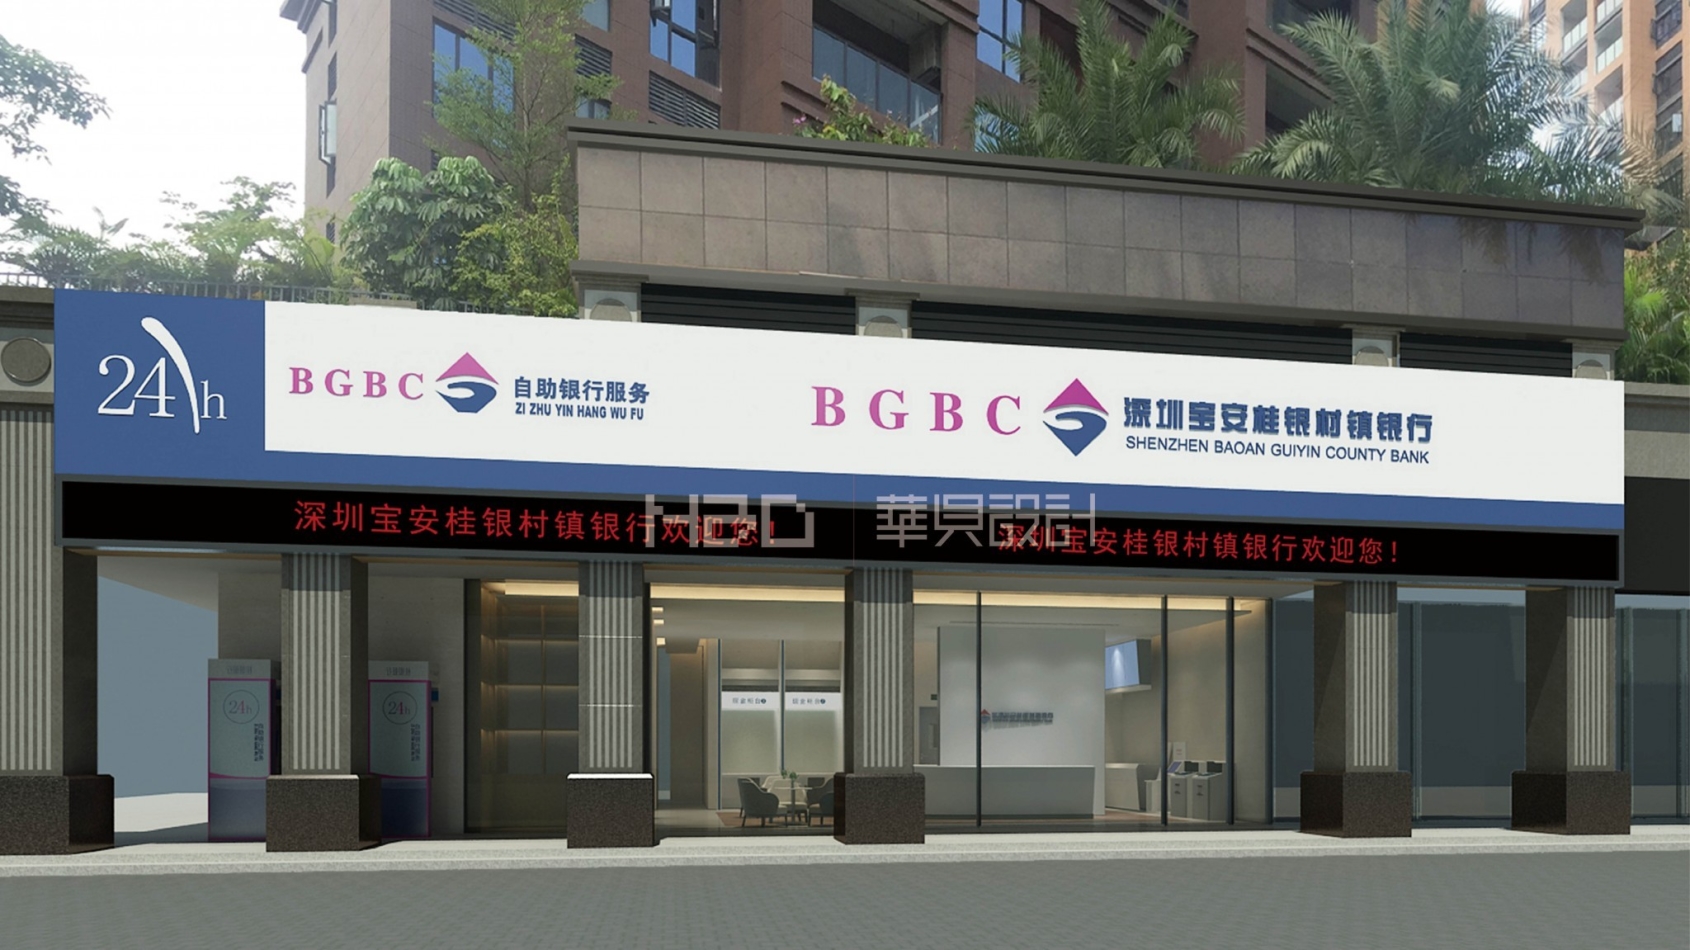 24h
BGBC
自助银行服务
ZI ZHU YIN HANG WU FU
BGBC
深圳宝安桂银村镇银行
SHENZHEN BAOAN GUIYIN COUNTY BANK
深圳宝安桂银村镇银行欢迎您！
深圳宝安桂银村镇银行欢迎您！
華貝設計
24h
24h